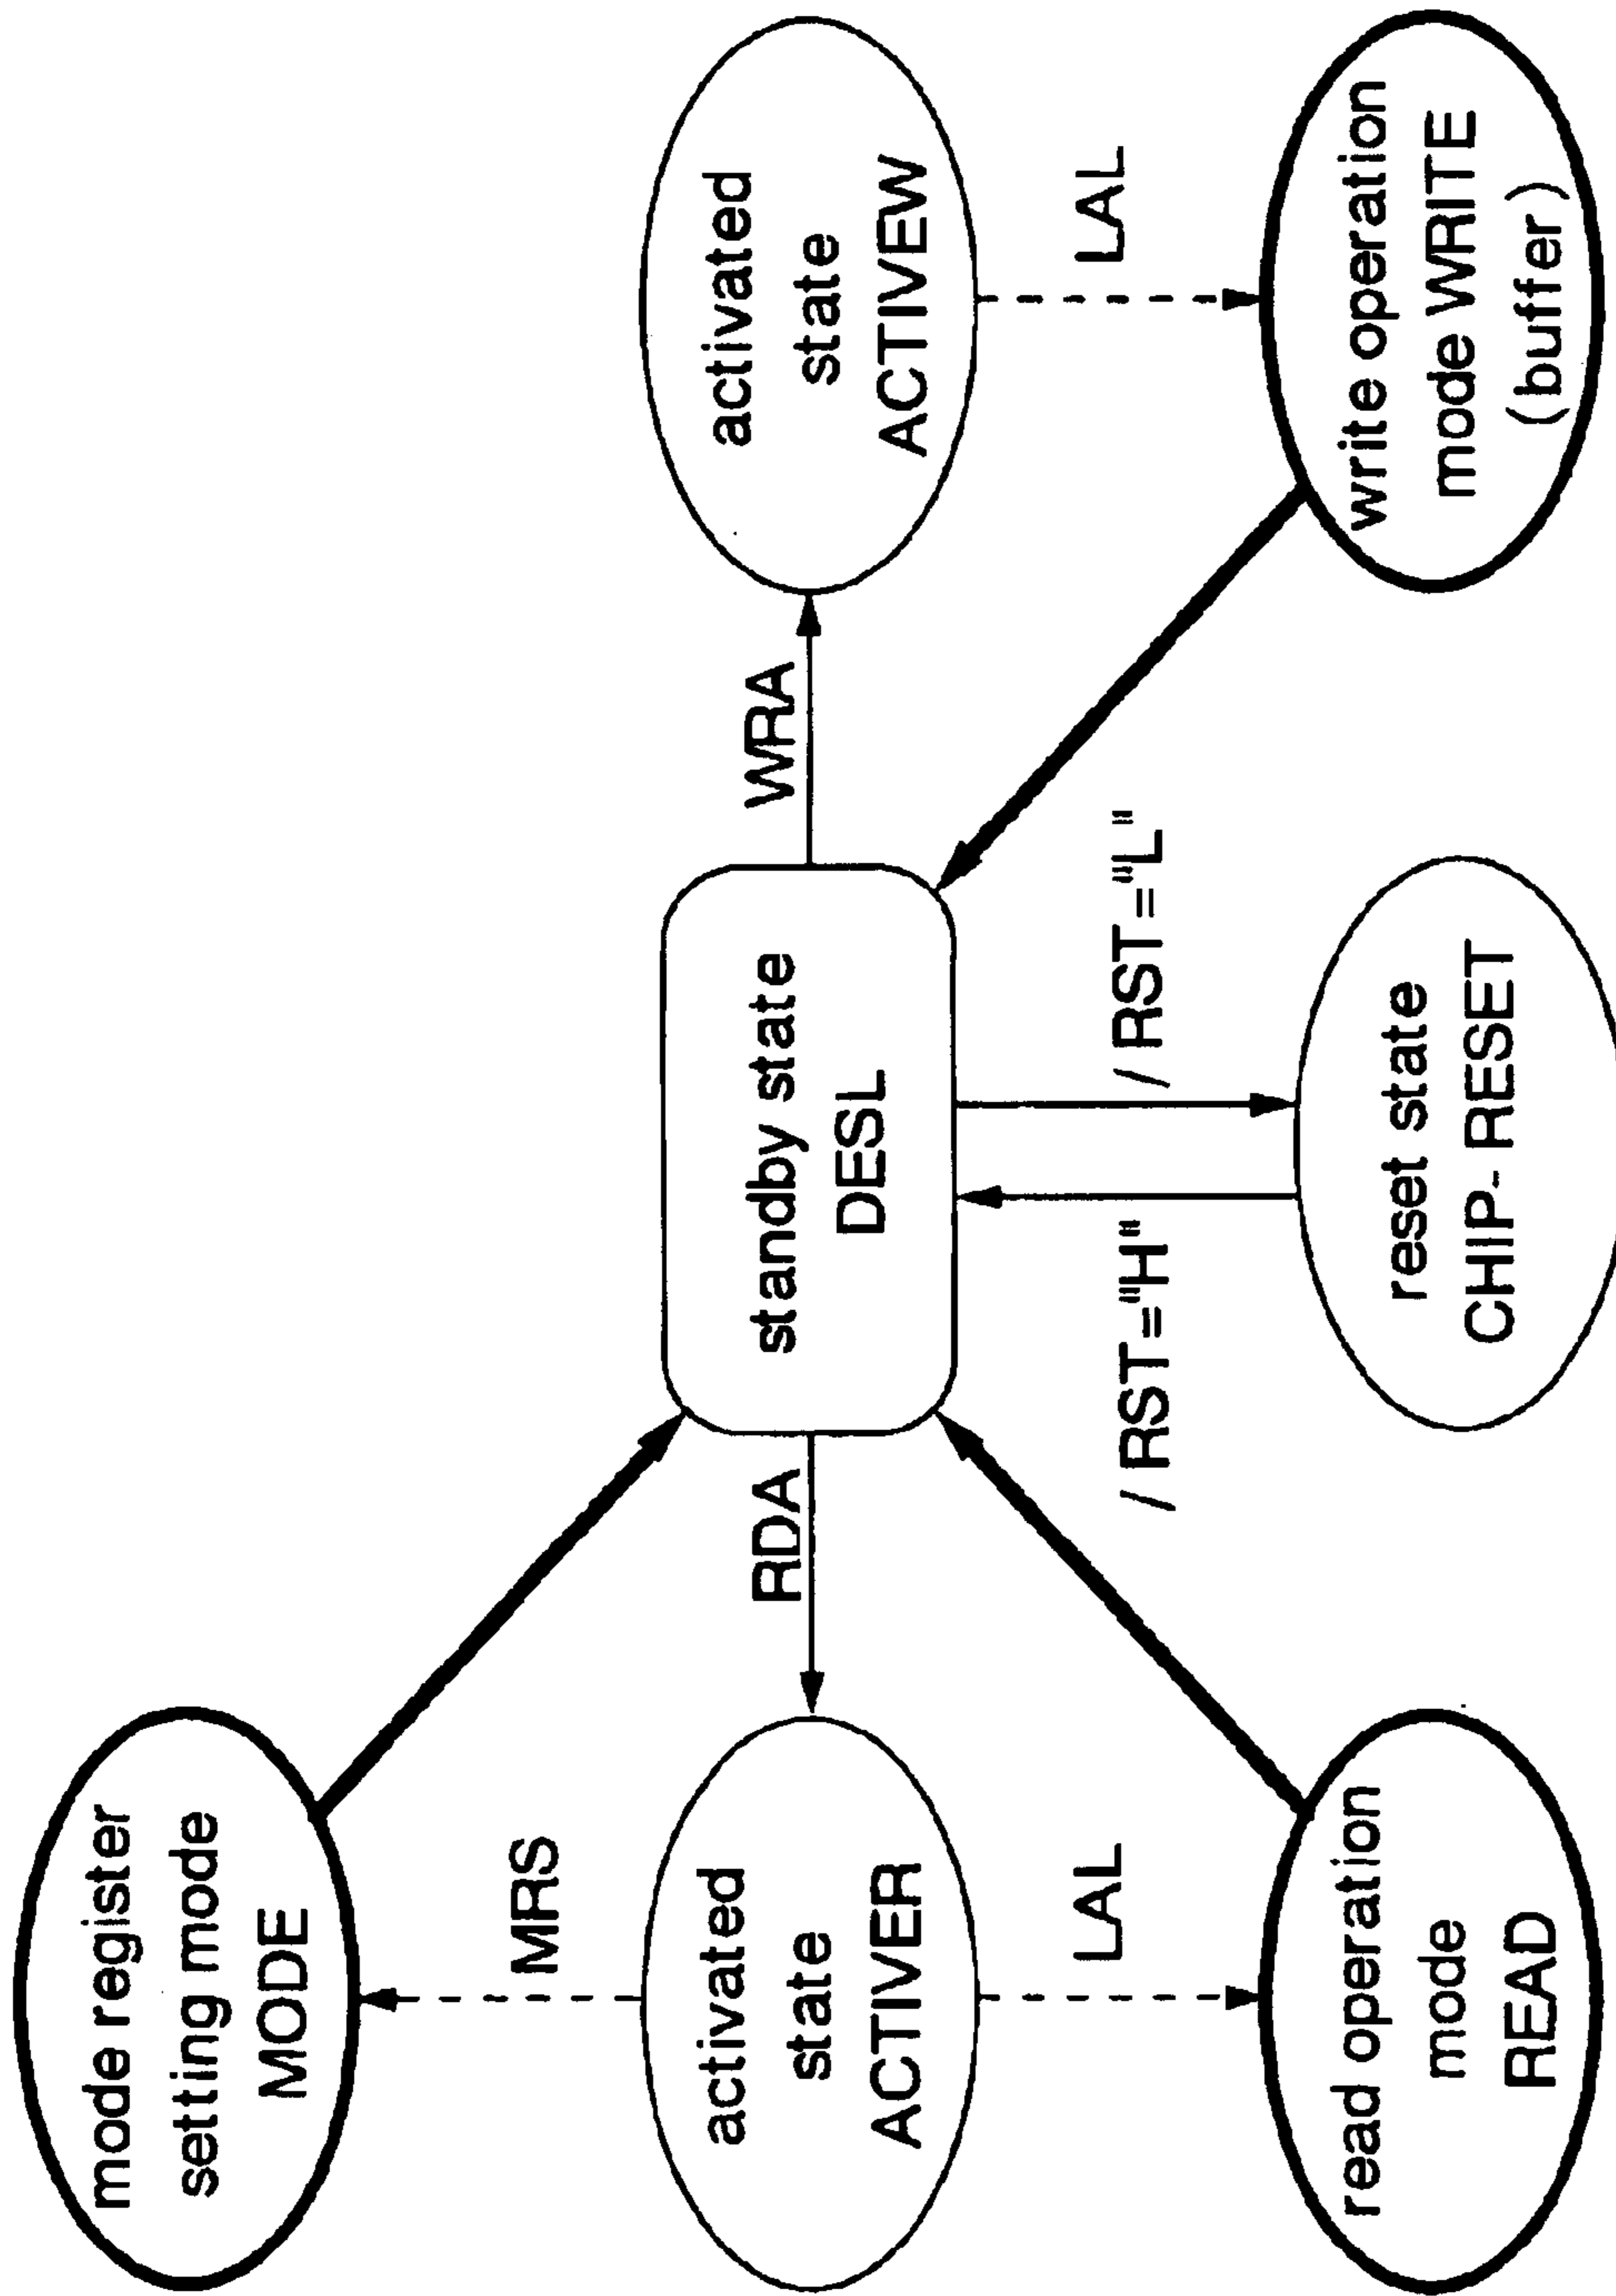 mode register
setting mode
MODE
MRS
activated
state
ACTIVER
LAL
read operation
mode
READ
RDA
standby state
DESL
WRA
/RST="H"
/RST="L"
reset state
CHIP-RESET
activated
state
ACTIVEW
LAL
write operation
mode WRITE
(buffer)